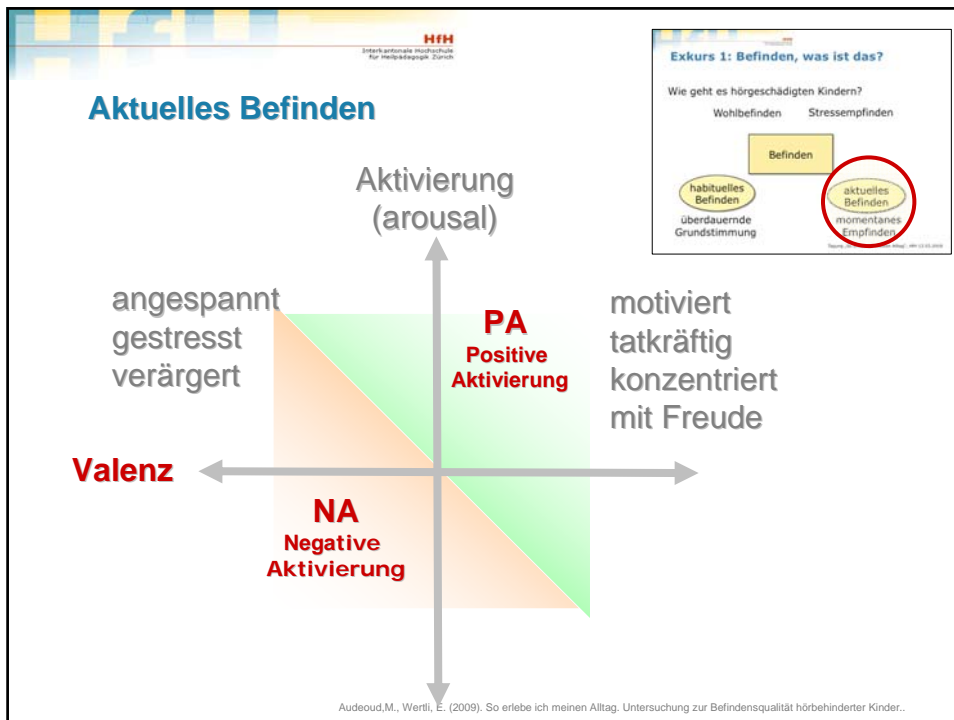 HfH
Interkantonale Hochschule
für Heilpädagogik Zürich
Aktuelles Befinden
Exkurs 1: Befinden, was ist das?
Wie geht es hörgeschädigten Kindern?
Wohlbefinden Stressempfinden
Befinden
habituelles
Befinden
überdauernde
Grundstimmung
aktuelles
Befinden
momentanes
Empfinden
Aktivierung
(arousal)
angespannt
gestresst
verärgert
PA
Positive
Aktivierung
motiviert
tatkräftig
konzentriert
mit Freude
Valenz
NA
Negative
Aktivierung
Audeoud,M., Wertli, E. (2009). So erlebe ich meinen Alltag. Untersuchung zur Befindensqualität hörbehinderter Kinder..